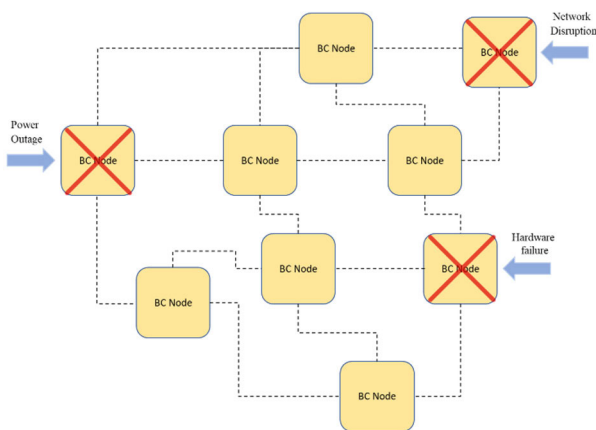 Network
Disruption
BC Node
BC Node
Power
Outage
BC Node
BC Node
BC Node
Hardware
failure
BC Node
BC Node
BC Node
BC Node